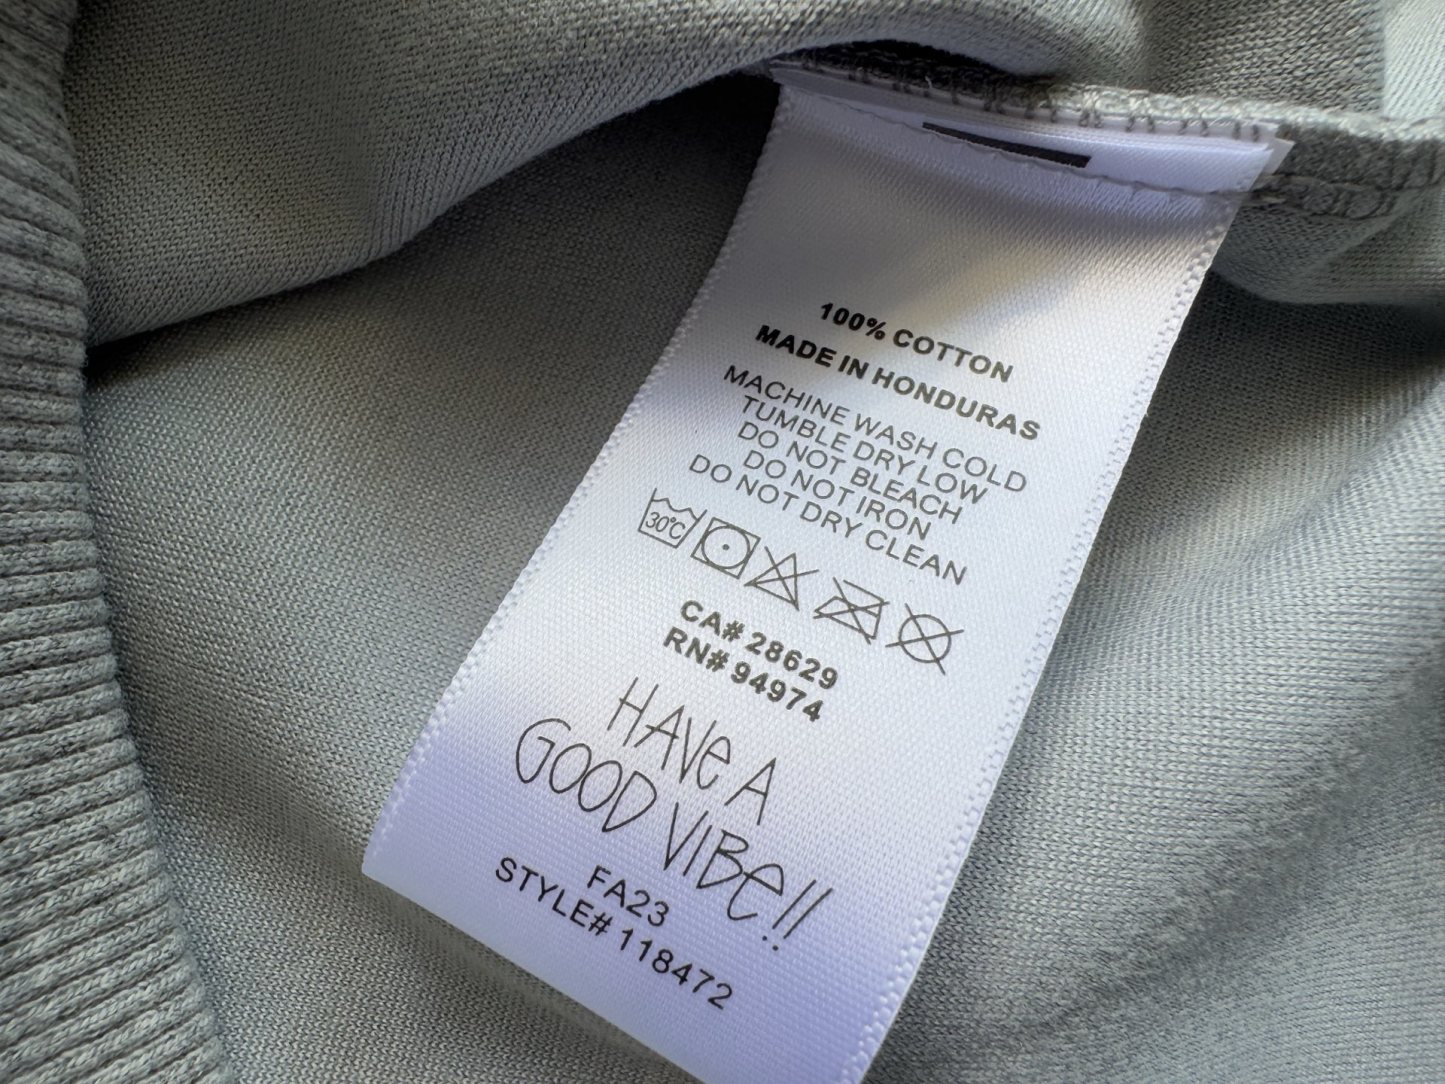 100% COTTON
MADE IN HONDURAS
MACHINE WASH COLD
TUMBLE DRY LOW
DO NOT BLEACH
DO NOT IRON
DO NOT DRY CLEAN
30°C
CA# 28629
RN# 94974
HAVe A
GOOD VIBe!!
FA23
STYLE# 118472